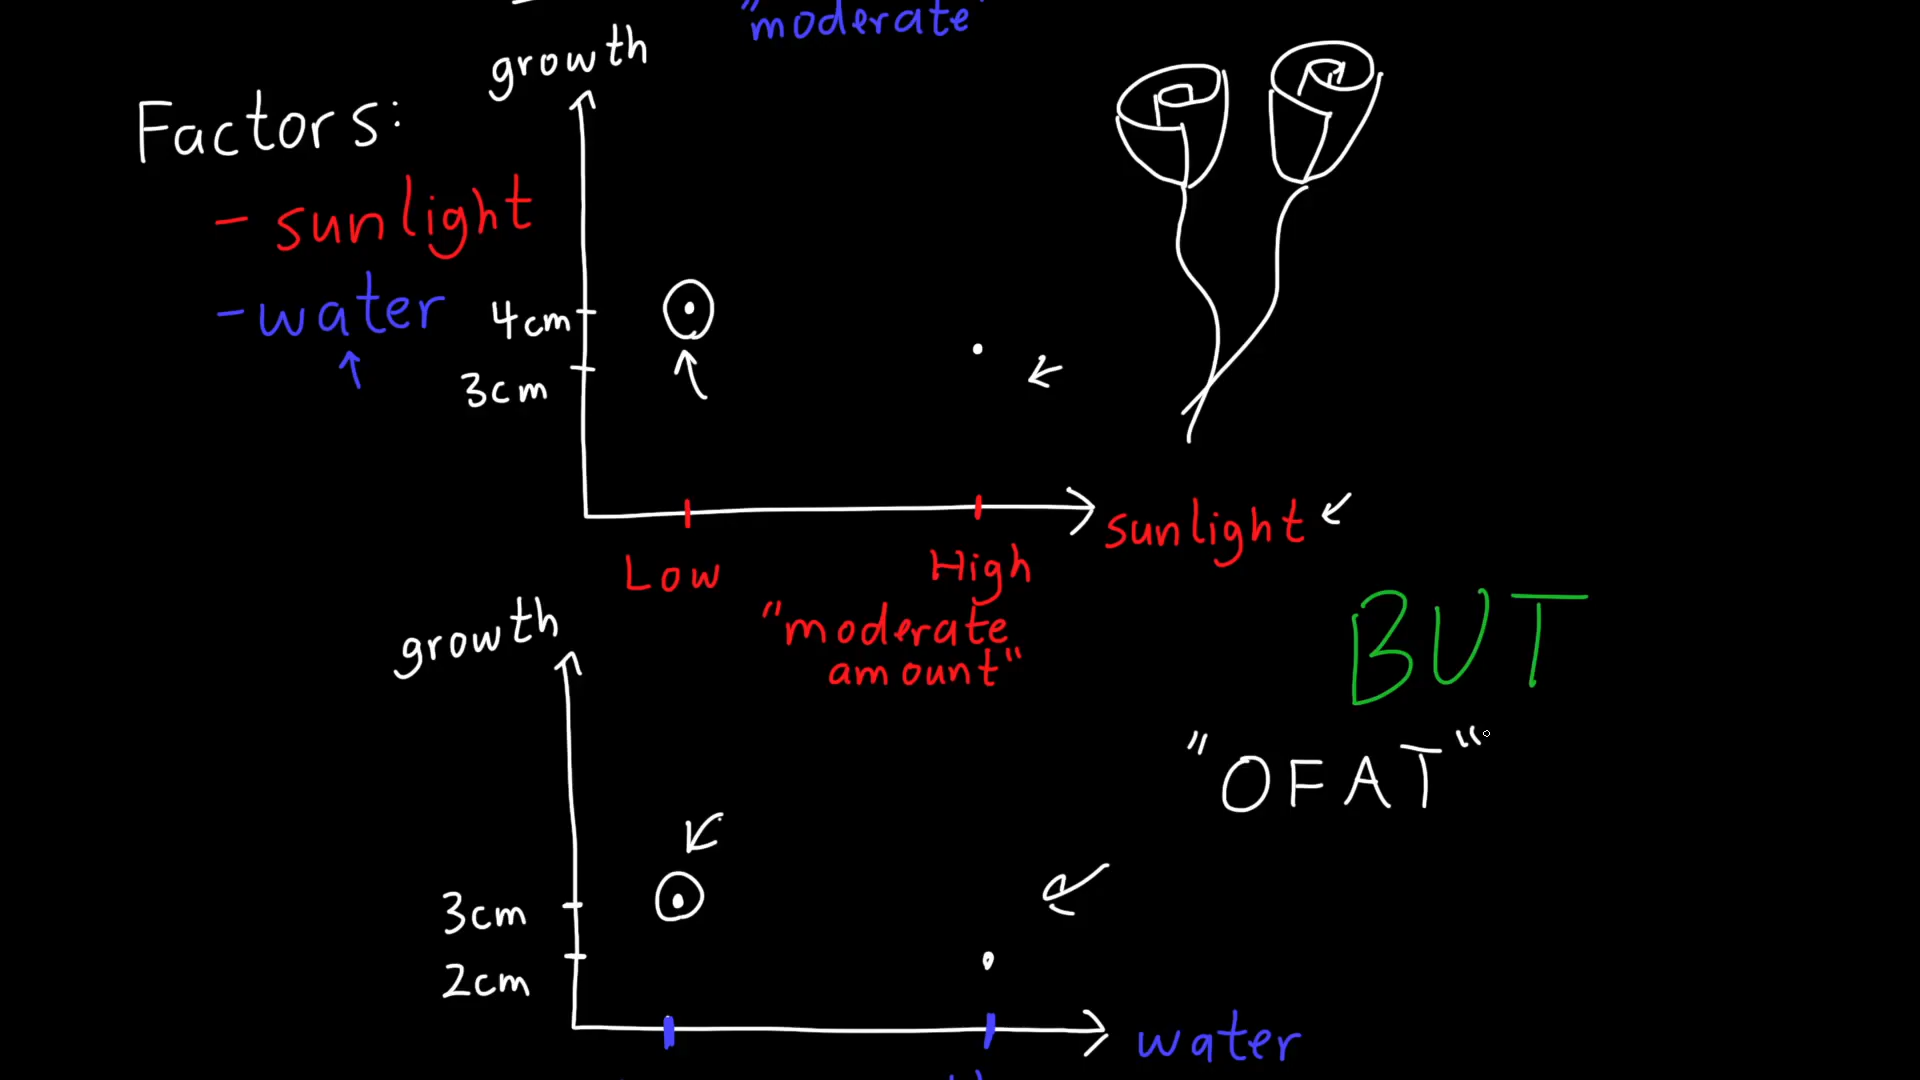 "moderate"
growth
Factors:
- sunlight
- water
4cm
3cm
sunlight
Low
High
"moderate
amount"
growth
BUT
"OFAT"
3cm
2cm
water